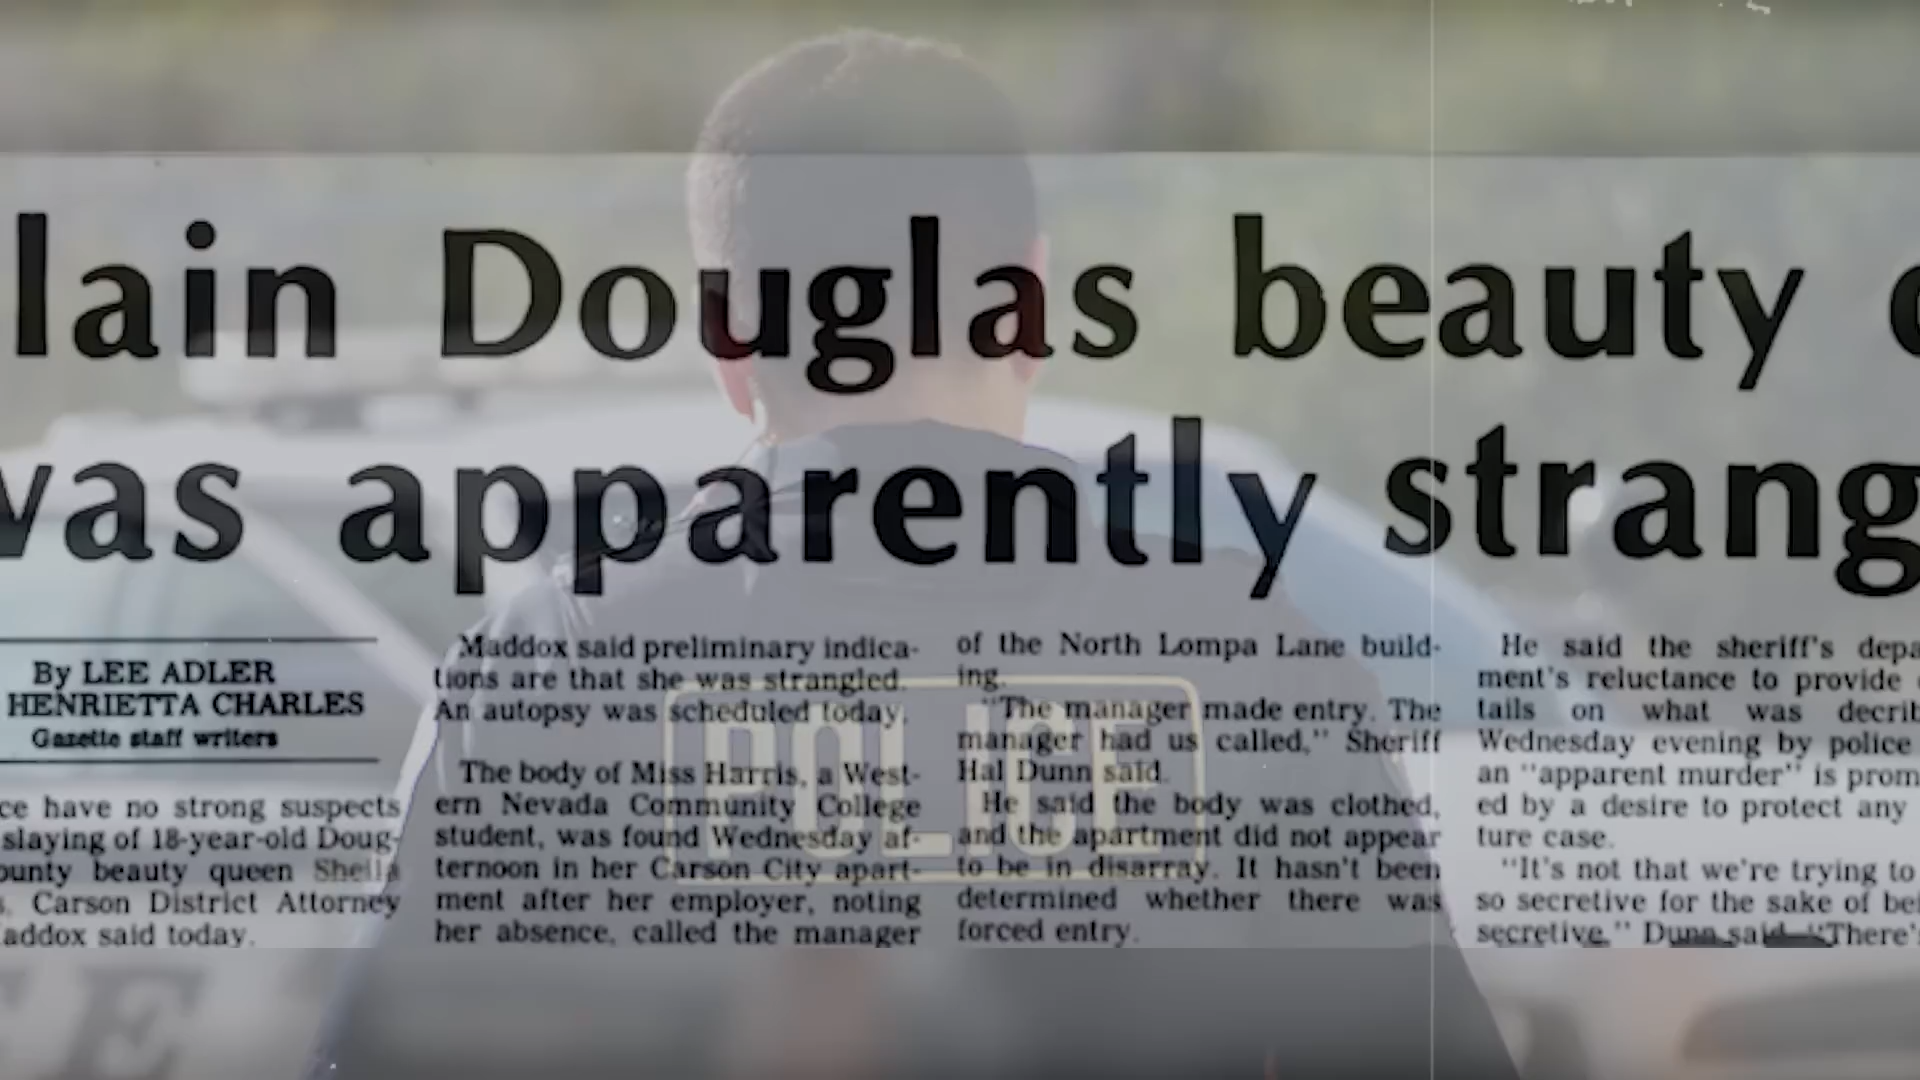 lain Douglas beauty
was apparently strang
By LEE ADLER
HENRIETTA CHARLES
Gazette staff writers
ce have no strong suspects
slaying of 18-year-old Doug-
ounty beauty queen Sheila
s, Carson District Attorney
addox said today.
Maddox said preliminary indica-
tions are that she was strangled.
An autopsy was scheduled today.
The body of Miss Harris, a West-
ern Nevada Community College
student, was found Wednesday af-
ternoon in her Carson City apart-
ment after her employer, noting
her absence, called the manager
of the North Lompa Lane build-
ing.
"The manager made entry. The
manager had us called," Sheriff
Hal Dunn said.
He said the body was clothed,
and the apartment did not appear
to be in disarray. It hasn't been
determined whether there was
forced entry.
He said the sheriff's depa
ment's reluctance to provide
tails on what was decrib
Wednesday evening by police
an "apparent murder" is prom
ed by a desire to protect any
ture case.
"It's not that we're trying to
so secretive for the sake of bei
secretive," Dunn said. "There's
POLICE